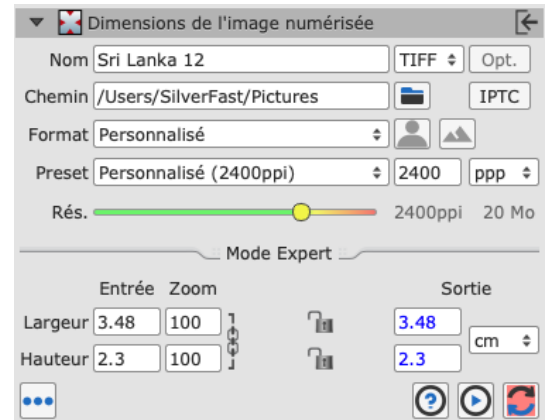 Dimensions de l'image numérisée
Nom Sri Lanka 12 TIFF Opt.
Chemin /Users/SilverFast/Pictures IPTC
Format Personnalisé
Preset Personnalisé (2400ppi) 2400 ppp
Rés. 2400ppi 20 Mo
Mode Expert
Entrée Zoom Sortie
Largeur 3.48 100 3.48
cm
Hauteur 2.3 100 2.3